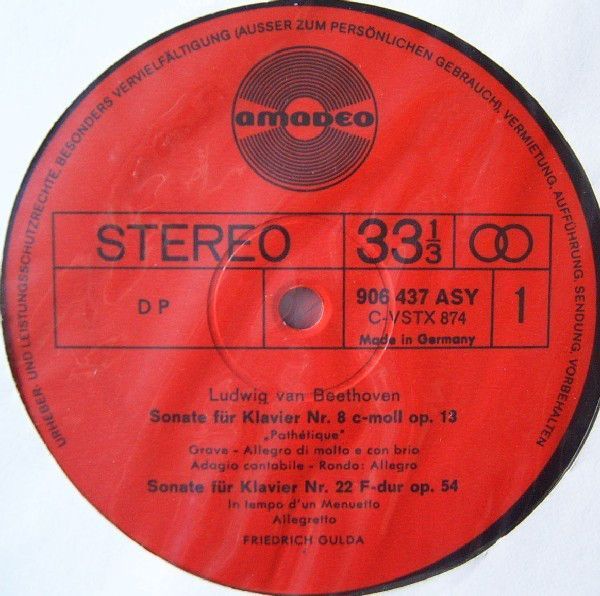 URHEBER- UND LEISTUNGSSCHUTZRECHTE, BESONDERS VERVIELFÄLTIGUNG (AUSSER ZUM PERSÖNLICHEN GEBRAUCH), VERMIETUNG, AUFFÜHRUNG, SENDUNG, VORBEHALTEN
amadeo
STEREO 33 1/3
DP 906 437 ASY 1
C-VSTX 874
Made in Germany
Ludwig van Beethoven
Sonate für Klavier Nr. 8 c-moll op. 13
„Pathétique"
Grave - Allegro di molto e con brio
Adagio cantabile - Rondo: Allegro
Sonate für Klavier Nr. 22 F-dur op. 54
In tempo d'un Menuetto
Allegretto
FRIEDRICH GULDA